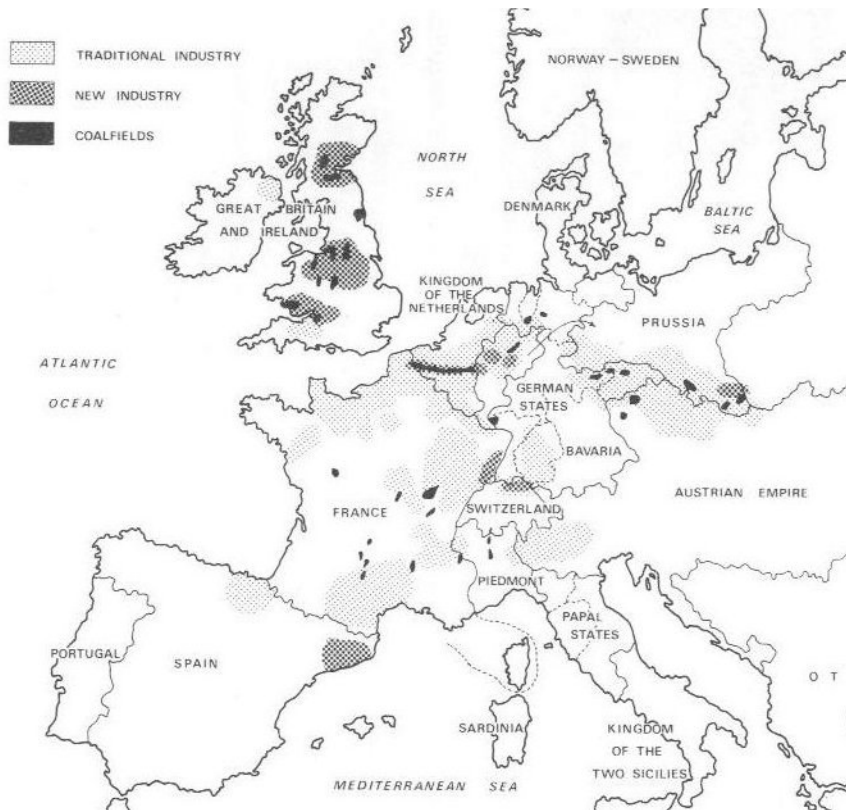 TRADITIONAL INDUSTRY
NEW INDUSTRY
COALFIELDS
NORWAY – SWEDEN
NORTH
SEA
GREAT BRITAIN
AND IRELAND
DENMARK
BALTIC
SEA
KINGDOM
OF THE
NETHERLANDS
PRUSSIA
ATLANTIC
OCEAN
GERMAN
STATES
BAVARIA
AUSTRIAN EMPIRE
FRANCE
SWITZERLAND
PIEDMONT
PAPAL
STATES
PORTUGAL
SPAIN
O T
SARDINIA
KINGDOM
OF THE
TWO SICILIES
MEDITERRANEAN SEA